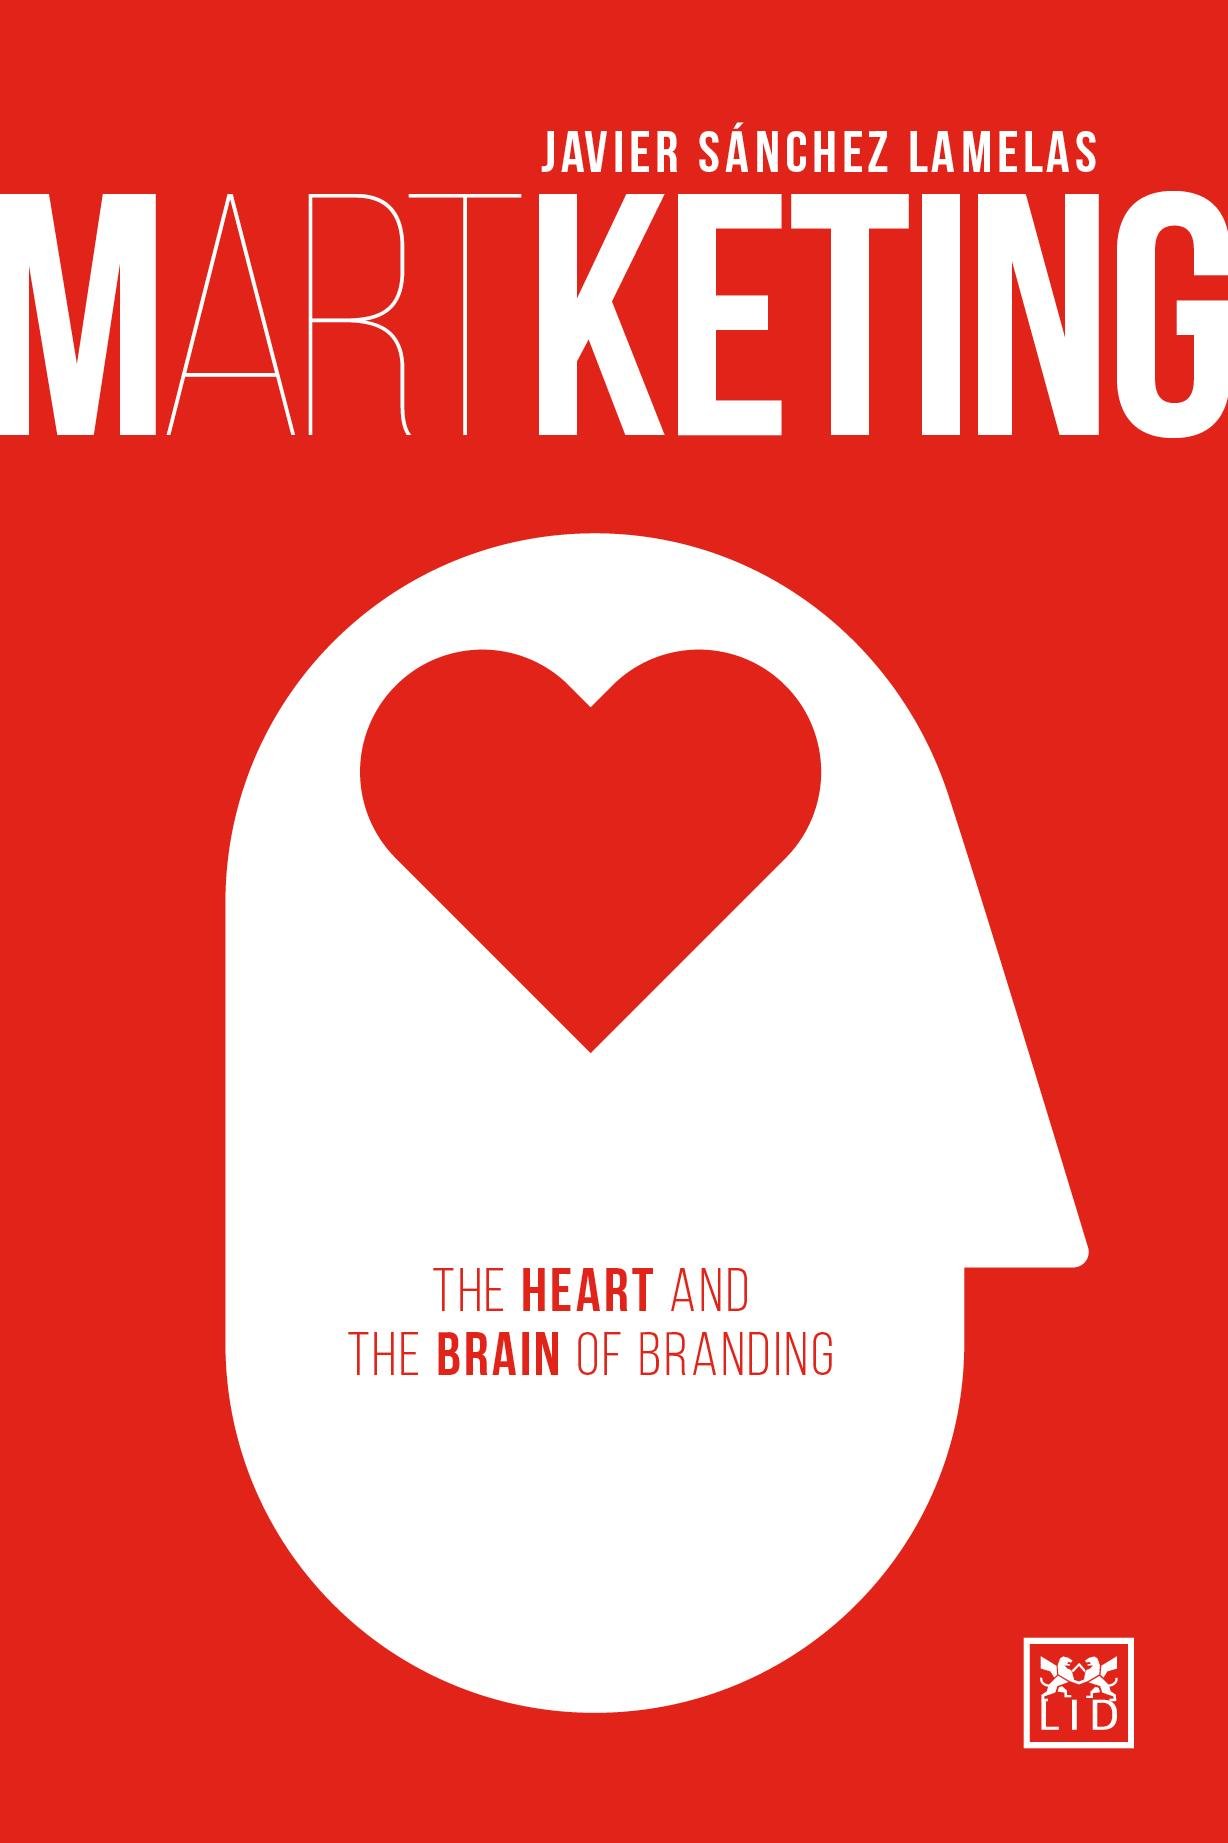 JAVIER SÁNCHEZ LAMELAS
MARTKETING
THE HEART AND
THE BRAIN OF BRANDING
LID